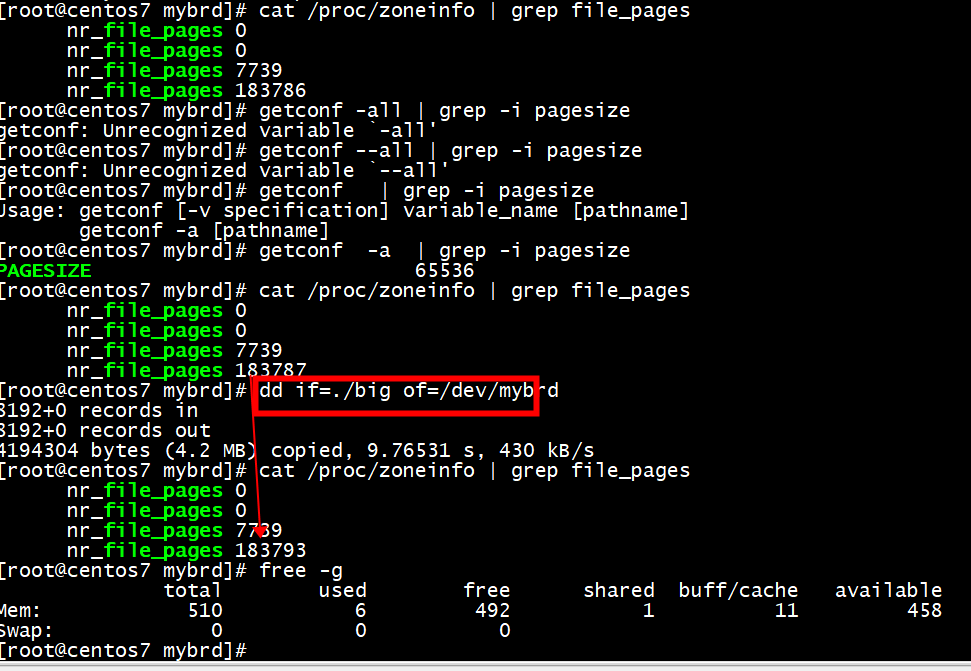 [root@centos7 mybrd]# cat /proc/zoneinfo | grep file_pages
nr_file_pages 0
nr_file_pages 0
nr_file_pages 7739
nr_file_pages 183786
[root@centos7 mybrd]# getconf -all | grep -i pagesize
getconf: Unrecognized variable `-all'
[root@centos7 mybrd]# getconf --all | grep -i pagesize
getconf: Unrecognized variable `--all'
[root@centos7 mybrd]# getconf   | grep -i pagesize
Usage: getconf [-v specification] variable_name [pathname]
getconf -a [pathname]
[root@centos7 mybrd]# getconf  -a  | grep -i pagesize
PAGESIZE                           65536
[root@centos7 mybrd]# cat /proc/zoneinfo | grep file_pages
nr_file_pages 0
nr_file_pages 0
nr_file_pages 7739
nr_file_pages 183787
[root@centos7 mybrd]# dd if=./big of=/dev/mybrd
8192+0 records in
8192+0 records out
4194304 bytes (4.2 MB) copied, 9.76531 s, 430 kB/s
[root@centos7 mybrd]# cat /proc/zoneinfo | grep file_pages
nr_file_pages 0
nr_file_pages 0
nr_file_pages 7739
nr_file_pages 183793
[root@centos7 mybrd]# free -g
total        used        free      shared  buff/cache   available
Mem:            510           6         492           1          11         458
Swap:             0           0           0
[root@centos7 mybrd]#